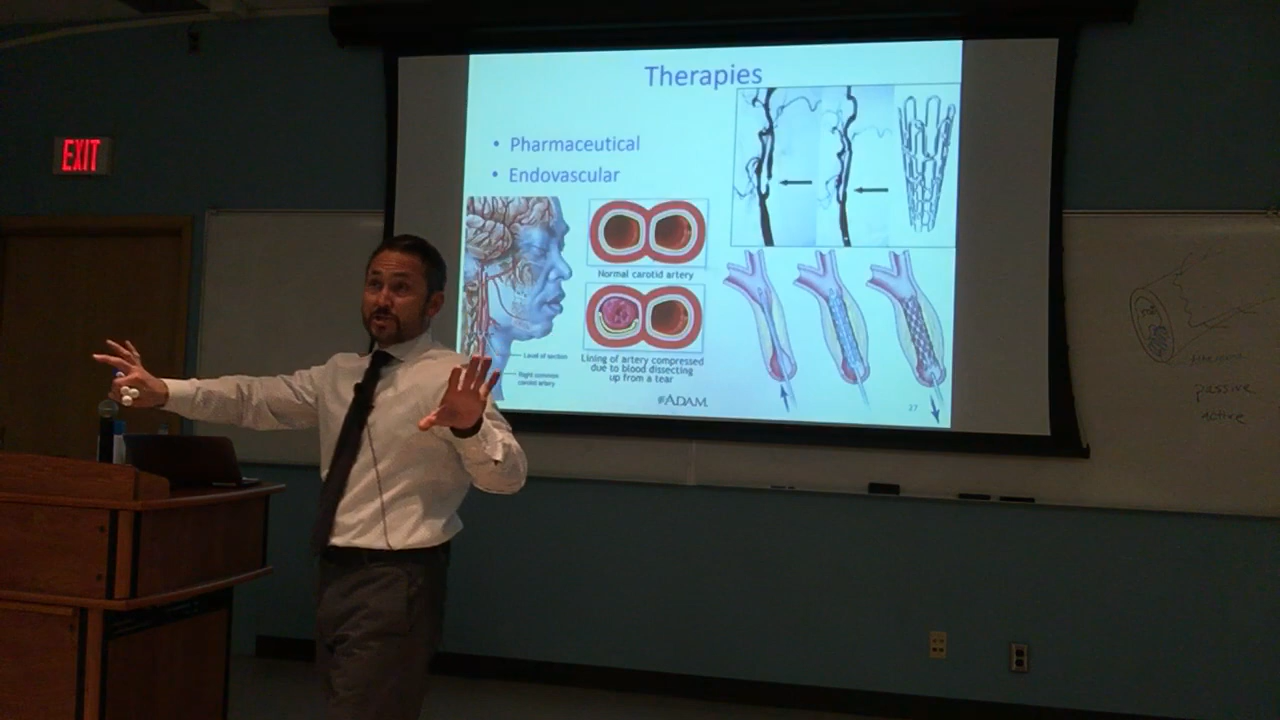 EXIT
Therapies
• Pharmaceutical
• Endovascular
Normal carotid artery
Lining of artery compressed
due to blood dissecting
up from a tear
Level of section
Right common
carotid artery
ADAM
27
passive
active